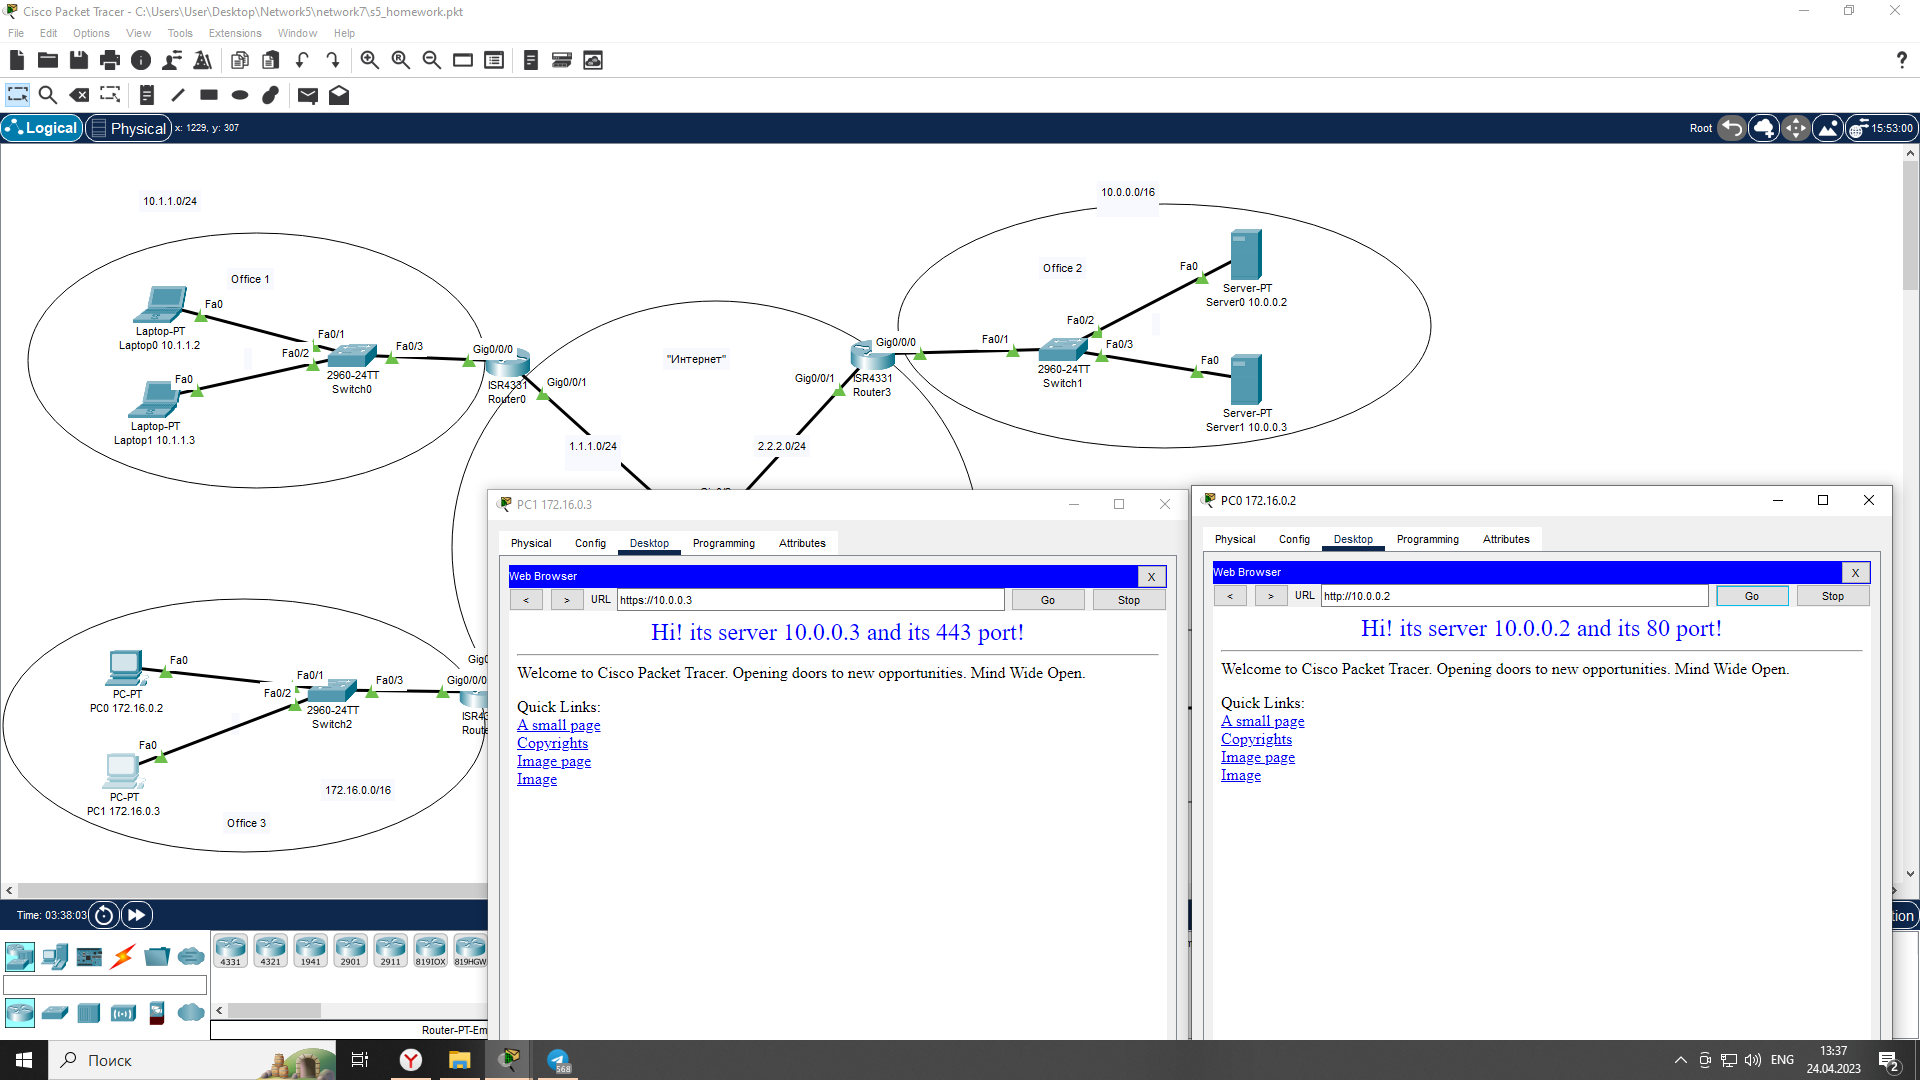 Cisco Packet Tracer - C:\Users\User\Desktop\Network5\network7\s5_homework.pkt
File Edit Options View Tools Extensions Window Help
Logical Physical x: 1229, y: 307
Root 15:53:00
10.1.1.0/24
Office 1
Fa0
Laptop-PT
Laptop0 10.1.1.2
Fa0/1
Fa0/2
Fa0/3
Fa0
Laptop-PT
Laptop1 10.1.1.3
2960-24TT
Switch0
Gig0/0/0
ISR4331
Router0
Gig0/0/1
"Интернет"
1.1.1.0/24
2.2.2.0/24
Gig0/0/1
Gig0/0/0
ISR4331
Router3
10.0.0.0/16
Office 2
Fa0
Server-PT
Server0 10.0.0.2
Fa0/1
Fa0/2
Fa0/3
2960-24TT
Switch1
Fa0
Server-PT
Server1 10.0.0.3
Fa0
PC-PT
PC0 172.16.0.2
Fa0/1
Fa0/2
Fa0/3
2960-24TT
Switch2
Gig0/0/0
Fa0
PC-PT
PC1 172.16.0.3
172.16.0.0/16
Office 3
PC1 172.16.0.3
Physical Config Desktop Programming Attributes
Web Browser X
< > URL https://10.0.0.3 Go Stop
Hi! its server 10.0.0.3 and its 443 port!
Welcome to Cisco Packet Tracer. Opening doors to new opportunities. Mind Wide Open.
Quick Links:
A small page
Copyrights
Image page
Image
PC0 172.16.0.2
Physical Config Desktop Programming Attributes
Web Browser X
< > URL http://10.0.0.2 Go Stop
Hi! its server 10.0.0.2 and its 80 port!
Welcome to Cisco Packet Tracer. Opening doors to new opportunities. Mind Wide Open.
Quick Links:
A small page
Copyrights
Image page
Image
Time: 03:38:03
4331 4321 1941 2901 2911 819IOX 819HGW
Router-PT-Em
Поиск
568
ENG
13:37
24.04.2023
2